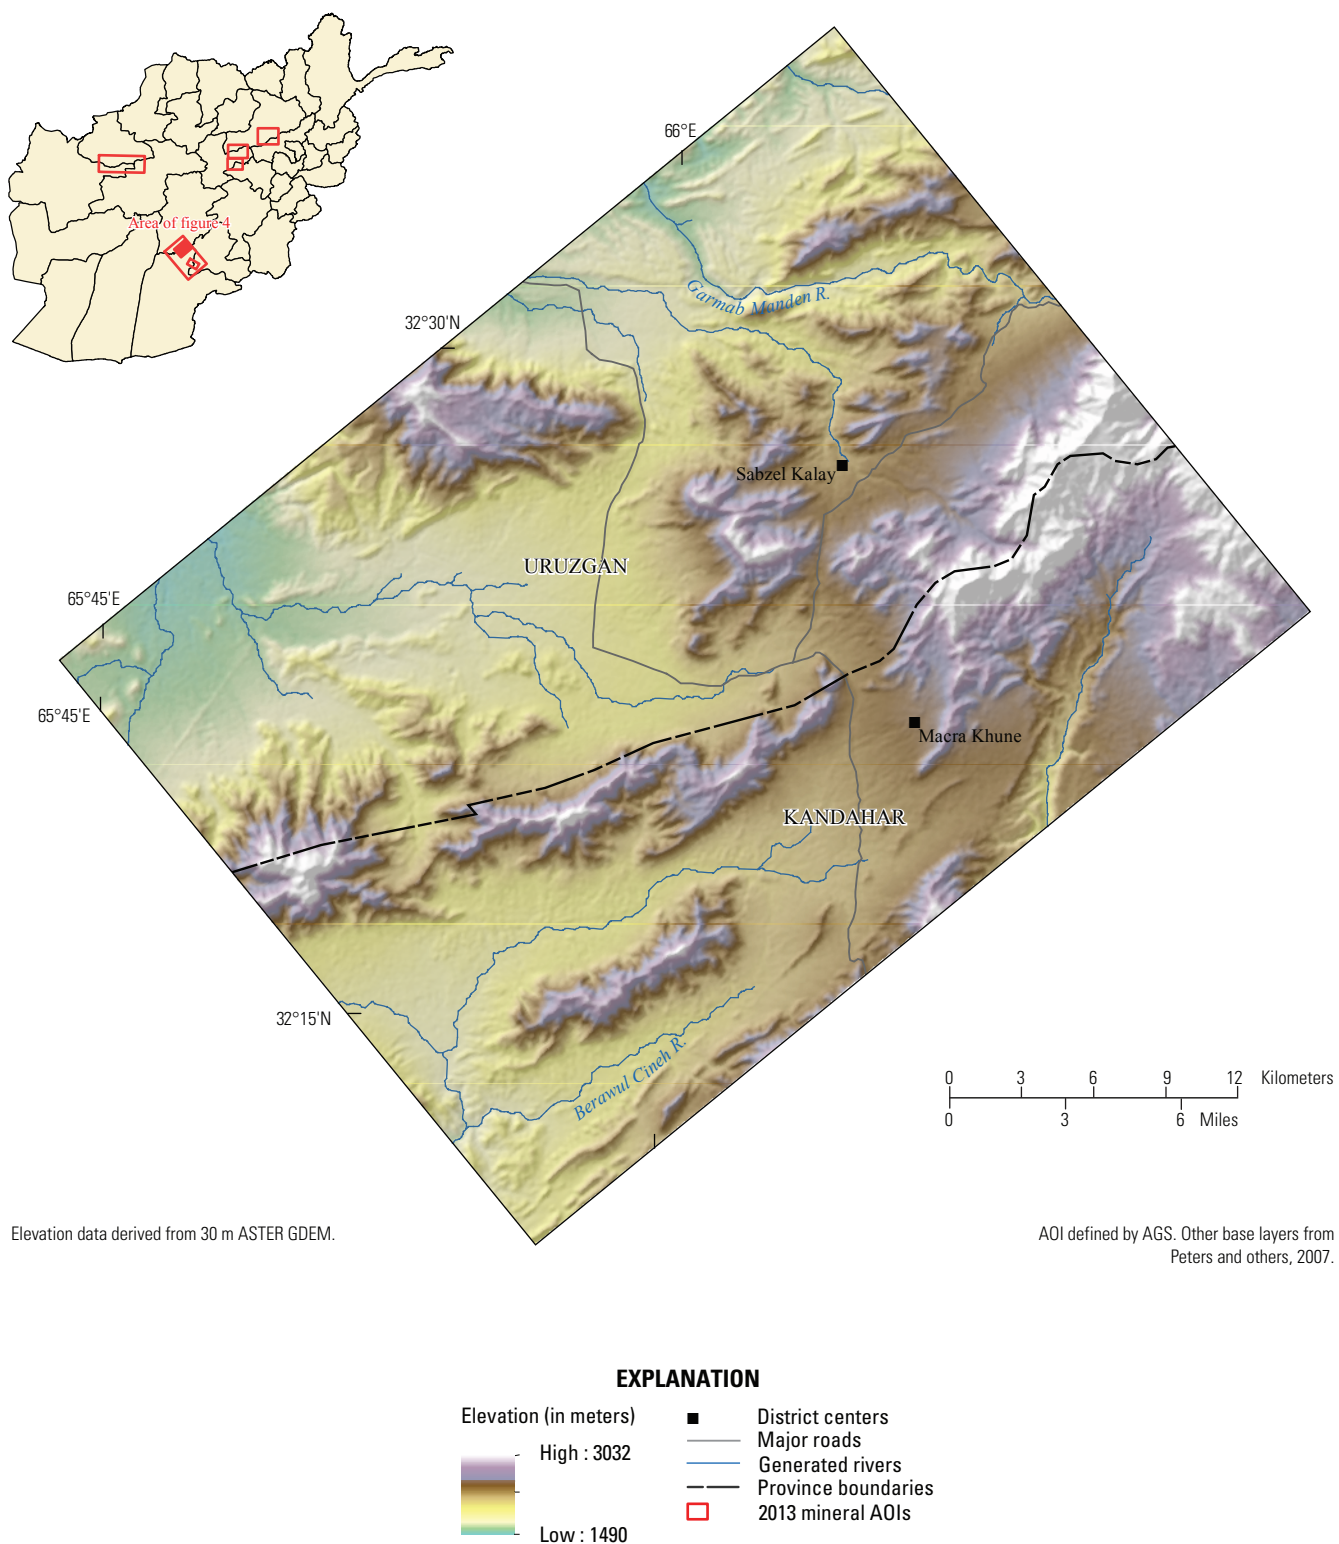 Area of figure 4
66°E
Garmab Manden R.
32°30'N
Sabzel Kalay
URUZGAN
65°45'E
65°45'E
Macra Khune
KANDAHAR
32°15'N
Berawul Cineh R.
0 3 6 9 12 Kilometers
0 3 6 Miles
Elevation data derived from 30 m ASTER GDEM.
AOI defined by AGS. Other base layers from
Peters and others, 2007.
EXPLANATION
Elevation (in meters)
High : 3032
Low : 1490
District centers
Major roads
Generated rivers
Province boundaries
2013 mineral AOIs